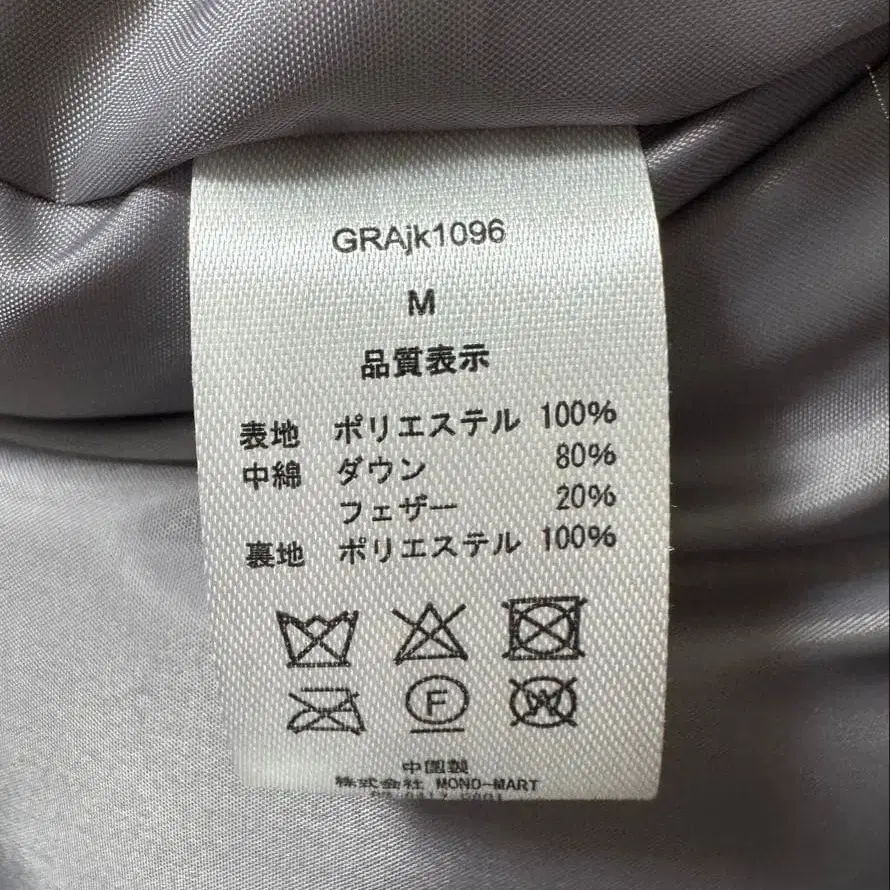 GRAjk1096
M
品質表示
表地 ポリエステル 100%
中綿 ダウン 80%
フェザー 20%
裏地 ポリエステル 100%
F
W
中国製
株式会社 MONO-MART